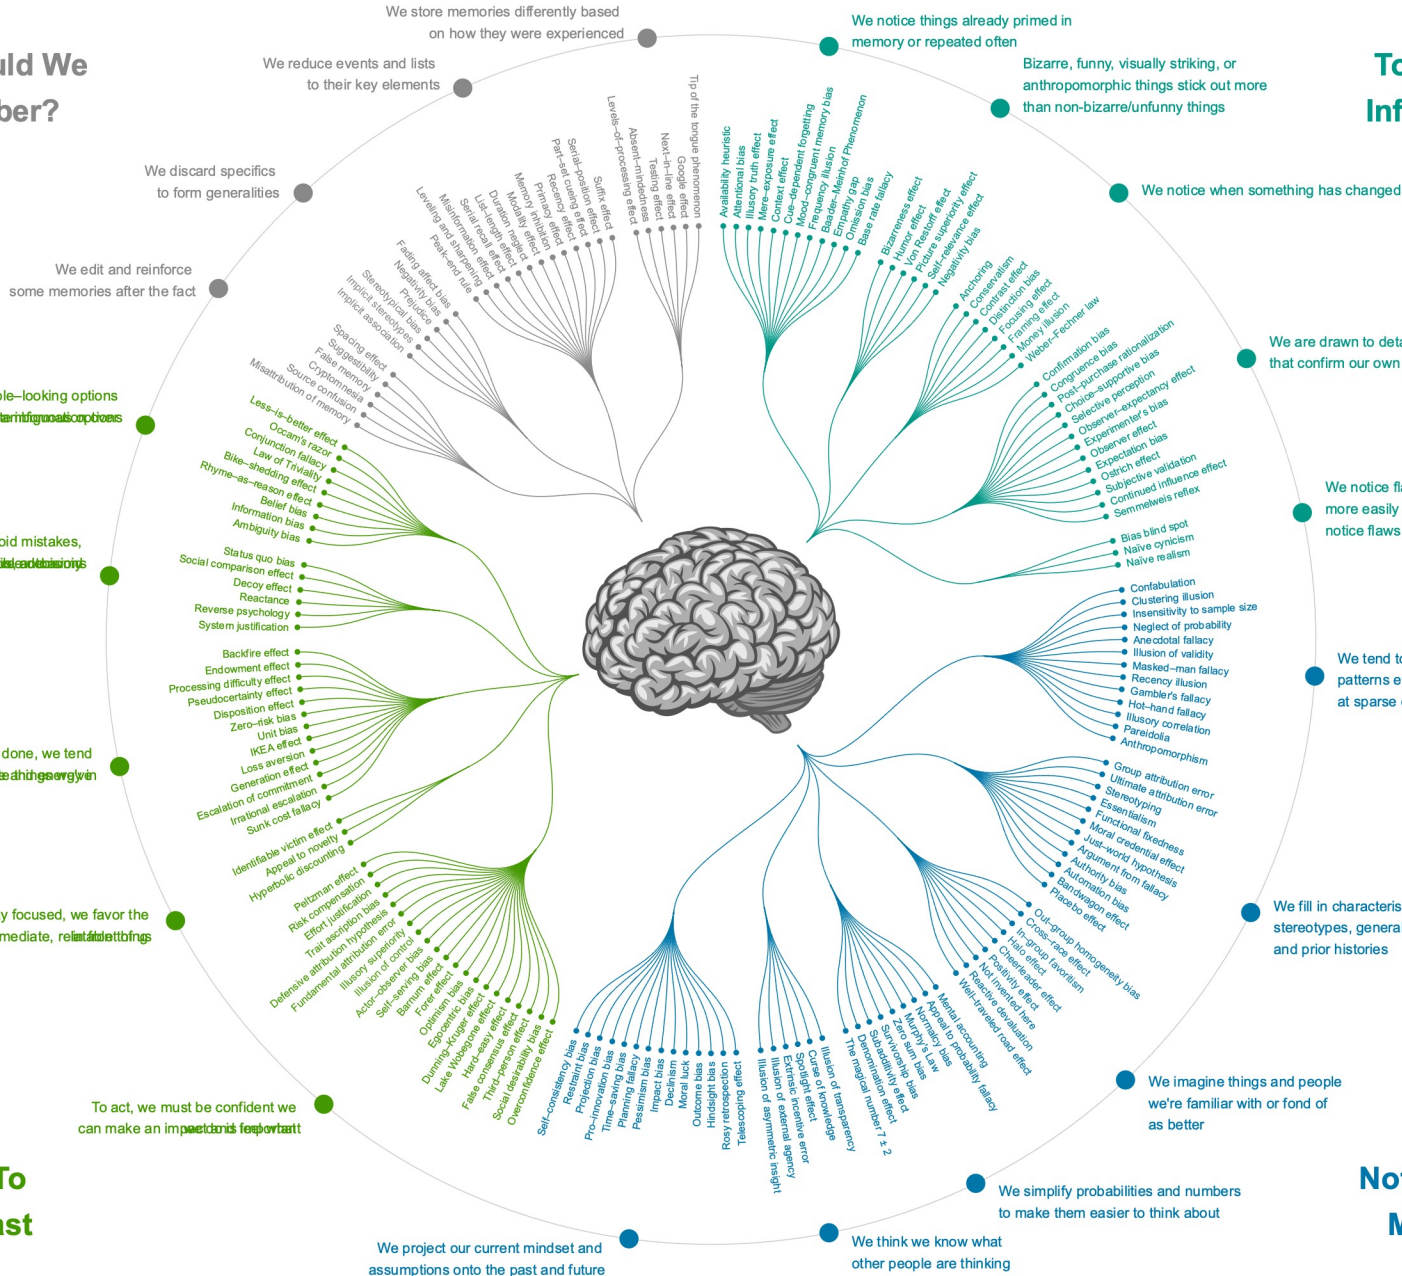 We store memories differently based
on how they were experienced
We notice things already primed in
memory or repeated often
uld We
ber?
To
Inf
We reduce events and lists
to their key elements
Bizarre, funny, visually striking, or
anthropomorphic things stick out more
than non-bizarre/unfunny things
We discard specifics
to form generalities
We notice when something has changed
We edit and reinforce
some memories after the fact
We are drawn to deta
that confirm our own
We notice fla
more easily
notice flaws
We tend to
patterns e
at sparse
We fill in characteris
stereotypes, general
and prior histories
We imagine things and people
we're familiar with or fond of
as better
We simplify probabilities and numbers
to make them easier to think about
We think we know what
other people are thinking
We project our current mindset and
assumptions onto the past and future
Not
M
To
ast
To act, we must be confident we
can make an impact
y focused, we favor the
done, we tend
oid mistakes,
ole–looking options
Tip of the tongue phenomenon
Google effect
Next–in–line effect
Testing effect
Absent–mindedness
Levels–of–processing effect
Suffix effect
Serial–position effect
Part–set cueing effect
Recency effect
Primacy effect
Memory inhibition
Modality effect
Duration neglect
List–length effect
Serial recall effect
Misinformation effect
Leveling and sharpening
Peak–end rule
Fading affect bias
Negativity bias
Prejudice
Stereotypical bias
Implicit stereotypes
Implicit association
Spacing effect
Suggestibility
False memory
Cryptomnesia
Source confusion
Misattribution of memory
Availability heuristic
Attentional bias
Illusory truth effect
Mere–exposure effect
Context effect
Cue–dependent forgetting
Mood–congruent memory bias
Frequency illusion
Baader–Meinhof Phenomenon
Empathy gap
Omission bias
Base rate fallacy
Bizarreness effect
Humor effect
Von Restorff effect
Picture superiority effect
Self–relevance effect
Negativity bias
Anchoring
Conservatism
Contrast effect
Distinction bias
Focusing effect
Framing effect
Money illusion
Weber–Fechner law
Confirmation bias
Congruence bias
Post–purchase rationalization
Choice–supportive bias
Selective perception
Observer–expectancy effect
Experimenter's bias
Observer effect
Expectation bias
Ostrich effect
Subjective validation
Continued influence effect
Semmelweis reflex
Bias blind spot
Naïve cynicism
Naïve realism
Confabulation
Clustering illusion
Insensitivity to sample size
Neglect of probability
Anecdotal fallacy
Illusion of validity
Masked–man fallacy
Recency illusion
Gambler's fallacy
Hot–hand fallacy
Illusory correlation
Pareidolia
Anthropomorphism
Group attribution error
Ultimate attribution error
Stereotyping
Essentialism
Functional fixedness
Moral credential effect
Just–world hypothesis
Argument from fallacy
Authority bias
Automation bias
Bandwagon effect
Placebo effect
Out–group homogeneity bias
Cross–race effect
In–group favoritism
Halo effect
Cheerleader effect
Positivity effect
Not invented here
Reactive devaluation
Well–traveled road effect
Mental accounting
Appeal to probability fallacy
Normalcy bias
Murphy's Law
Zero sum bias
Survivorship bias
Subadditivity effect
Denomination effect
The magical number 7 ± 2
Illusion of transparency
Curse of knowledge
Spotlight effect
Extrinsic incentive error
Illusion of external agency
Illusion of asymmetric insight
Telescoping effect
Rosy retrospection
Hindsight bias
Outcome bias
Moral luck
Declinism
Impact bias
Pessimism bias
Planning fallacy
Time–saving bias
Pro–innovation bias
Projection bias
Restraint bias
Self–consistency bias
Overconfidence effect
Social desirability bias
Third–person effect
False consensus effect
Hard–easy effect
Lake Wobegone effect
Dunning–Kruger effect
Egocentric bias
Optimism bias
Forer effect
Barnum effect
Self–serving bias
Actor–observer bias
Illusion of control
Illusory superiority
Fundamental attribution error
Defensive attribution hypothesis
Trait ascription bias
Effort justification
Risk compensation
Peltzman effect
Hyperbolic discounting
Appeal to novelty
Identifiable victim effect
Sunk cost fallacy
Irrational escalation
Escalation of commitment
Generation effect
Loss aversion
IKEA effect
Unit bias
Zero–risk bias
Disposition effect
Pseudocertainty effect
Processing difficulty effect
Endowment effect
Backfire effect
System justification
Reverse psychology
Reactance
Decoy effect
Social comparison effect
Status quo bias
Ambiguity bias
Information bias
Belief bias
Rhyme–as–reason effect
Bike–shedding effect
Law of Triviality
Conjunction fallacy
Occam's razor
Less–is–better effect